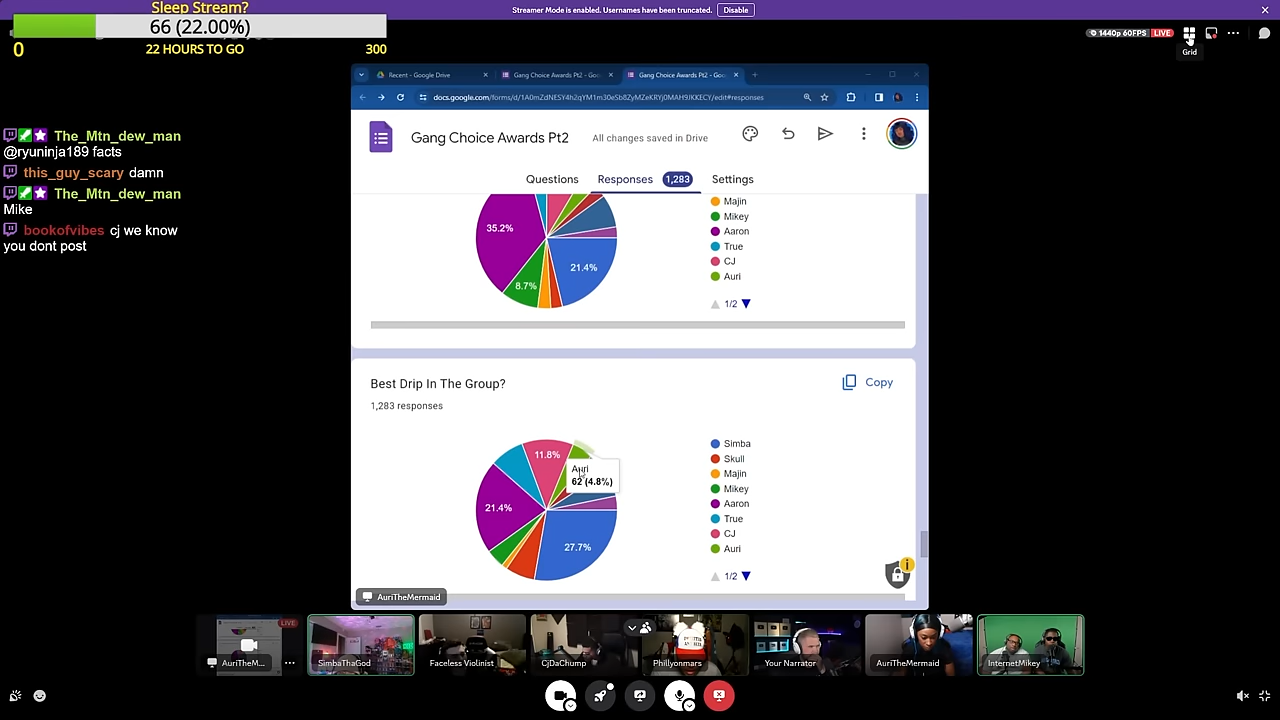 Sleep Stream?
66 (22.00%)
0
22 HOURS TO GO
300
Streamer Mode is enabled. Usernames have been truncated.
Disable
1440p 60FPS
LIVE
Grid
The_Mtn_dew_man
@ryuninja189 facts
this_guy_scary damn
The_Mtn_dew_man
Mike
bookofvibes cj we know
you dont post
Recent - Google Drive
Gang Choice Awards Pt2 - Goo
Gang Choice Awards Pt2 - Goo
Gang Choice Awards Pt2
All changes saved in Drive
Questions
Responses
1,283
Settings
35.2%
21.4%
8.7%
Majin
Mikey
Aaron
True
CJ
Auri
1/2
Best Drip In The Group?
Copy
1,283 responses
11.8%
21.4%
27.7%
Auri
62 (4.8%)
Simba
Skull
Majin
Mikey
Aaron
True
CJ
Auri
1/2
AuriTheMermaid
LIVE
AuriTheM...
SimbaThaGod
Faceless Violinist
CjDaChump
Phillyonmars
Your Narrator
AuriTheMermaid
InternetMikey